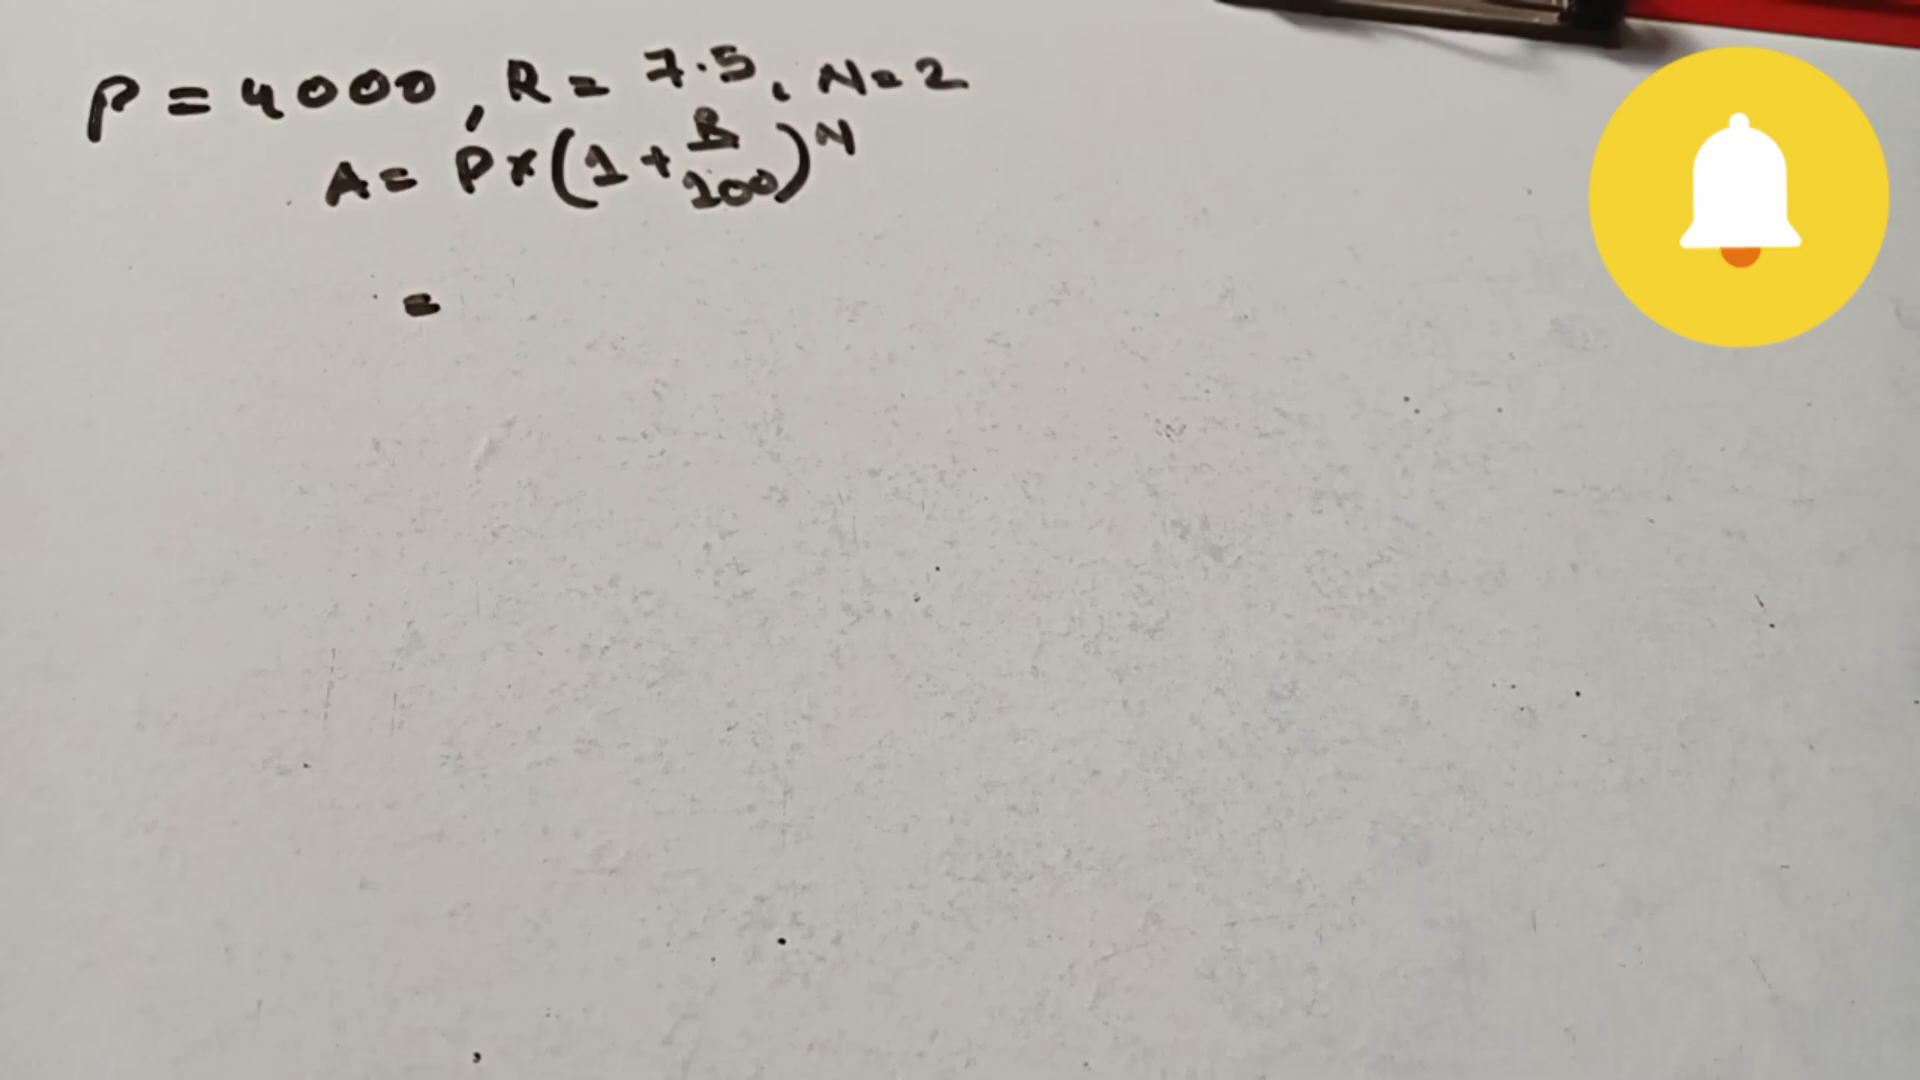 P = 4000, R = 7.5, N = 2
A = P × (1 + R/100)^N
=